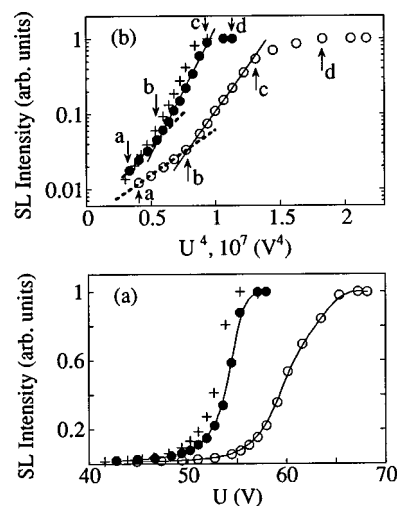 (b)
c
d
b
a
a
b
c
d
1
0.1
0.01
SL Intensity (arb. units)
0 0.5 1 1.5 2
U⁴, 10⁷ (V⁴)
(a)
1
0.6
0.2
SL Intensity (arb. units)
40 50 60 70
U (V)